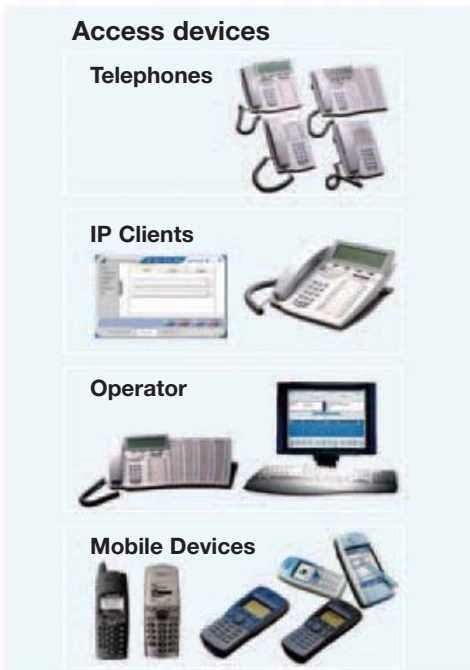 Access devices
Telephones
IP Clients
Operator
Mobile Devices